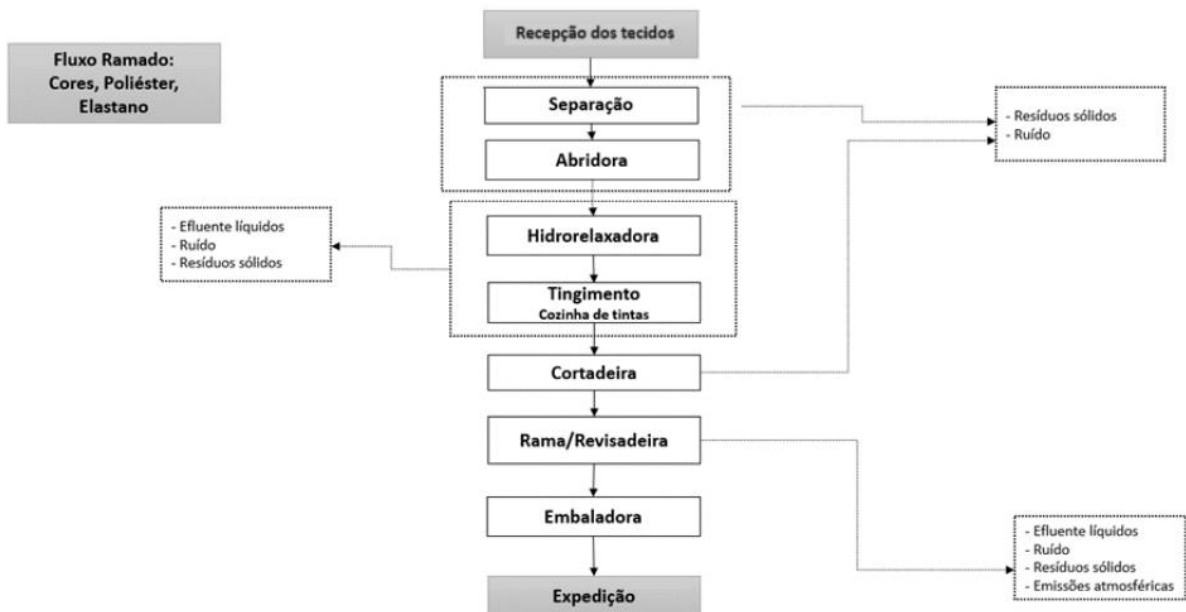 Recepção dos tecidos
Fluxo Ramado:
Cores, Poliéster,
Elastano
Separação
- Resíduos sólidos
- Ruído
Abridora
- Efluente líquidos
- Ruído
- Resíduos sólidos
Hidrorelaxadora
Tingimento
Cozinha de tintas
Cortadeira
Rama/Revisadeira
Embaladora
- Efluente líquidos
- Ruído
- Resíduos sólidos
- Emissões atmosféricas
Expedição